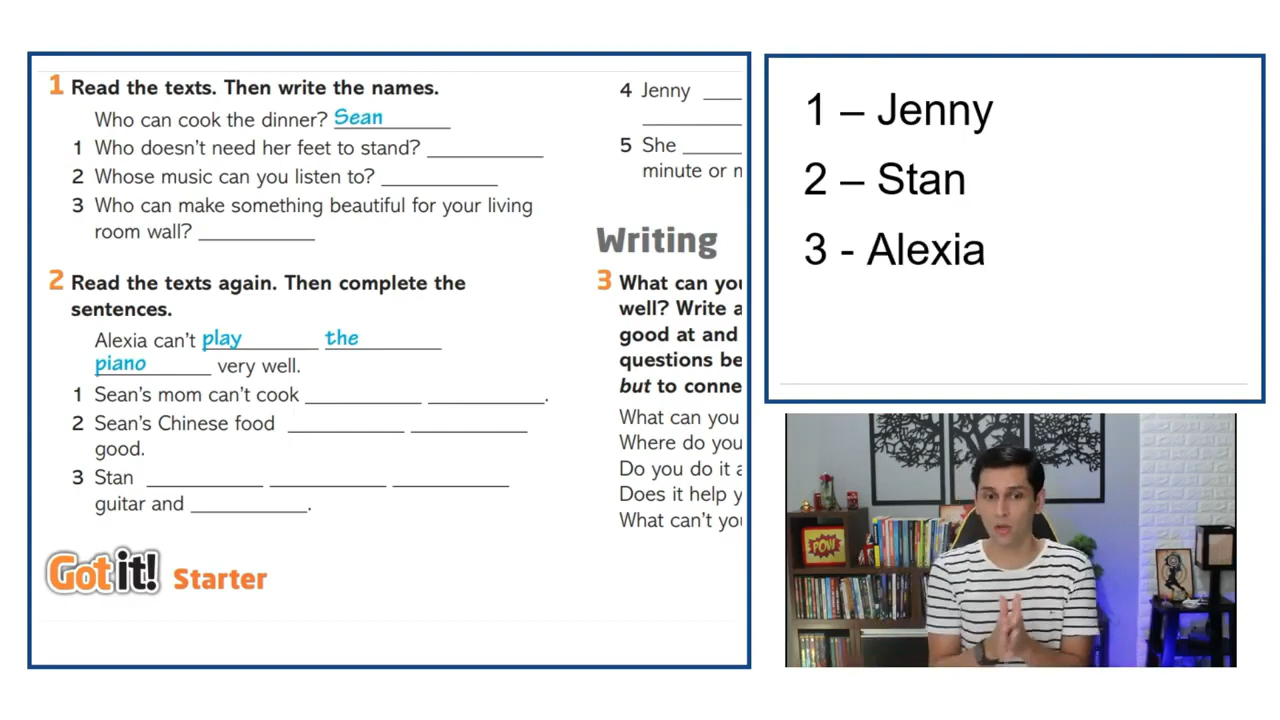 1 Read the texts. Then write the names.
Who can cook the dinner? Sean
1 Who doesn't need her feet to stand?
2 Whose music can you listen to?
3 Who can make something beautiful for your living
room wall?
2 Read the texts again. Then complete the
sentences.
Alexia can't play the
piano very well.
1 Sean's mom can't cook .
2 Sean's Chinese food
good.
3 Stan
guitar and .
Got it! Starter
4 Jenny
5 She
minute or
Writing
3 What can
well? Write
good at and
questions
but to
What can you
Where do
Do you do it
Does it help
What can't
1 – Jenny
2 – Stan
3 - Alexia
POW